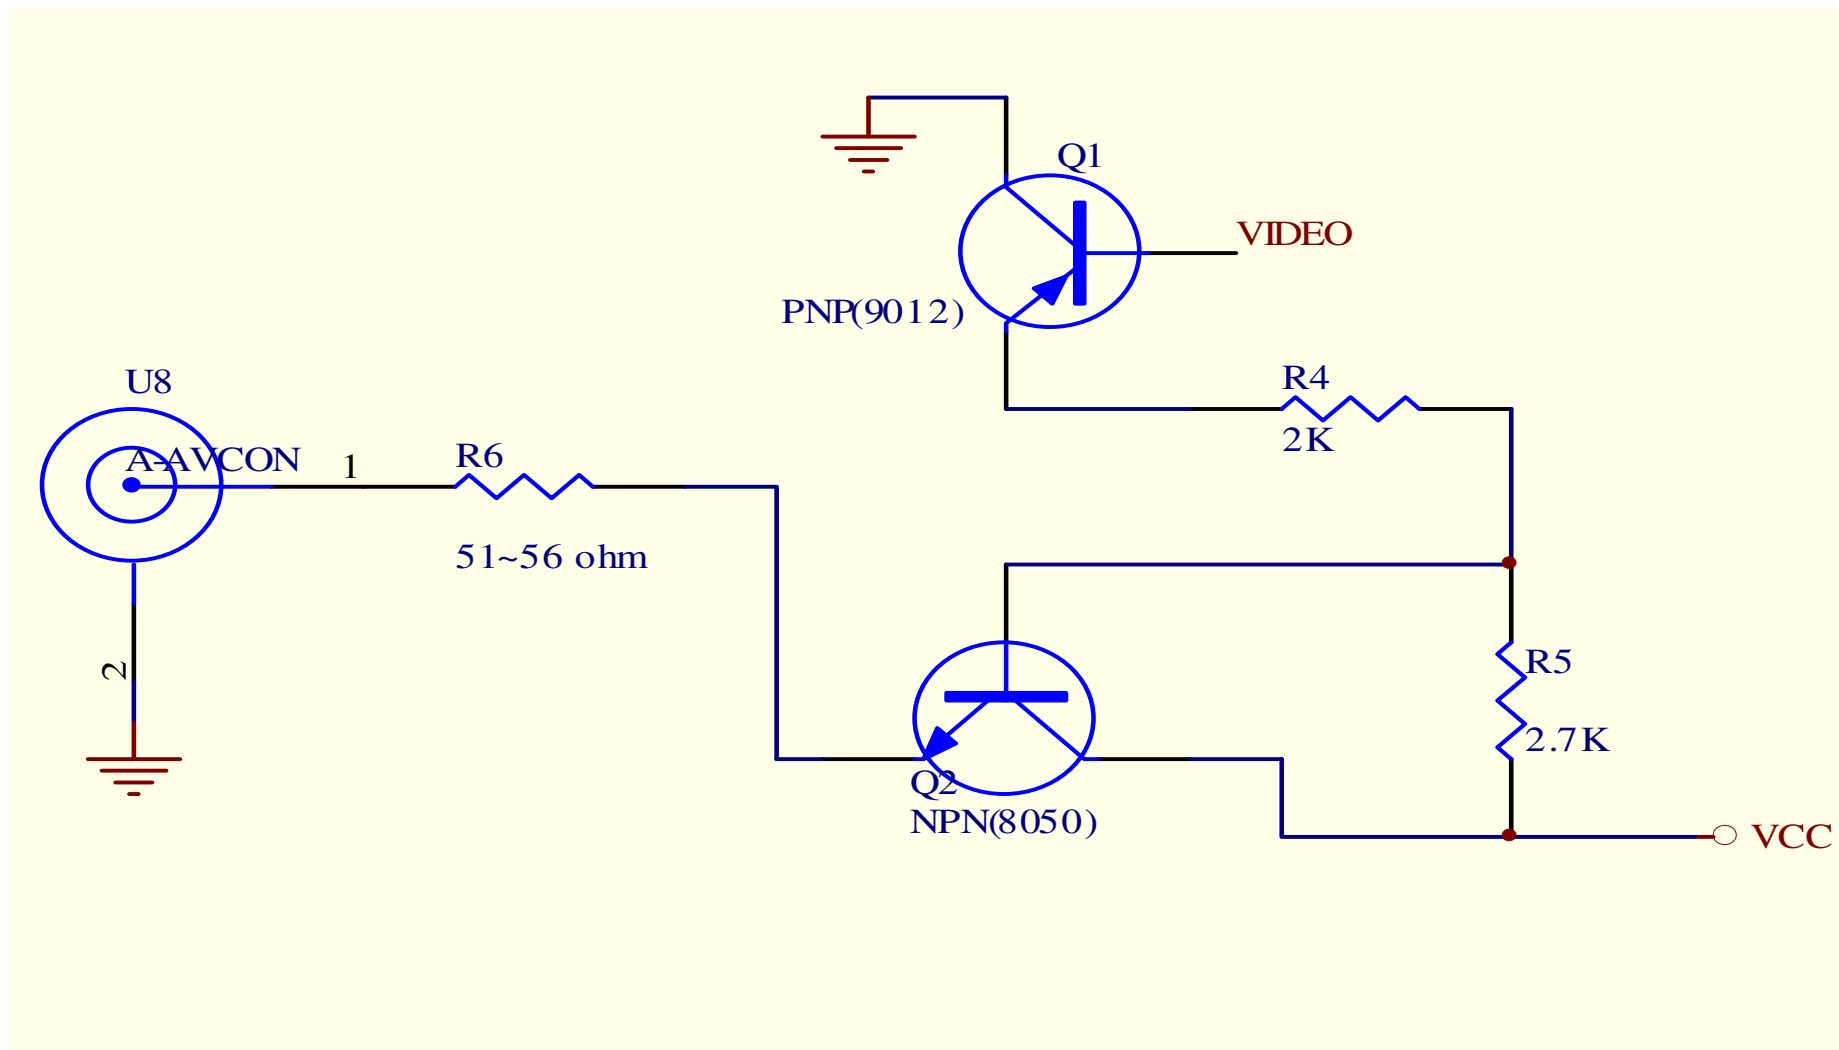 Q1
VIDEO
PNP(9012)
U8
A-AVCON
1
R6
51~56 ohm
R4
2K
2
R5
2.7K
Q2
NPN(8050)
VCC